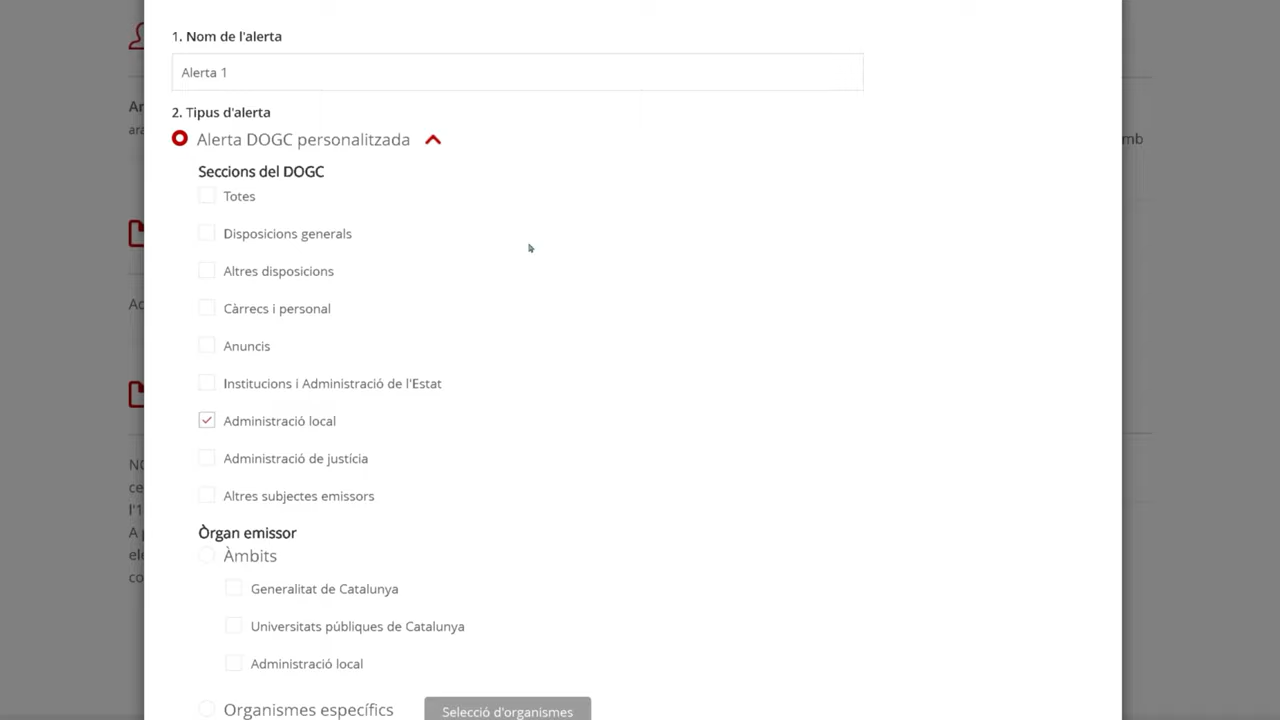 1. Nom de l'alerta
Alerta 1
2. Tipus d'alerta
Alerta DOGC personalitzada
Seccions del DOGC
Totes
Disposicions generals
Altres disposicions
Càrrecs i personal
Anuncis
Institucions i Administració de l'Estat
Administració local
Administració de justícia
Altres subjectes emissors
Òrgan emissor
Àmbits
Generalitat de Catalunya
Universitats públiques de Catalunya
Administració local
Organismes específics
Selecció d'organismes